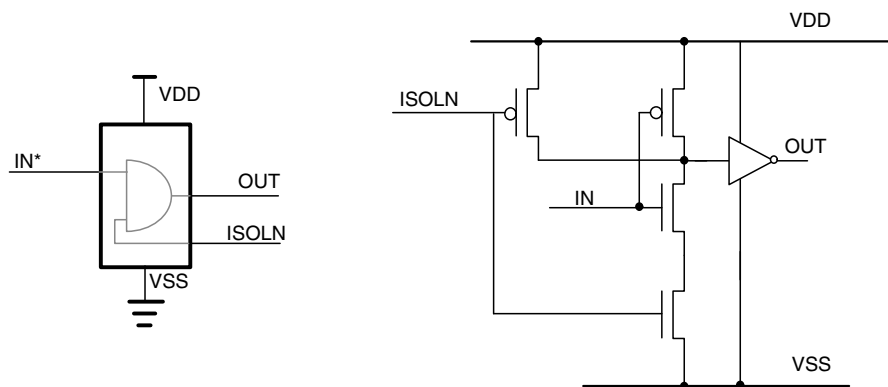 VDD
IN*
OUT
ISOLN
VSS
VDD
ISOLN
OUT
IN
VSS